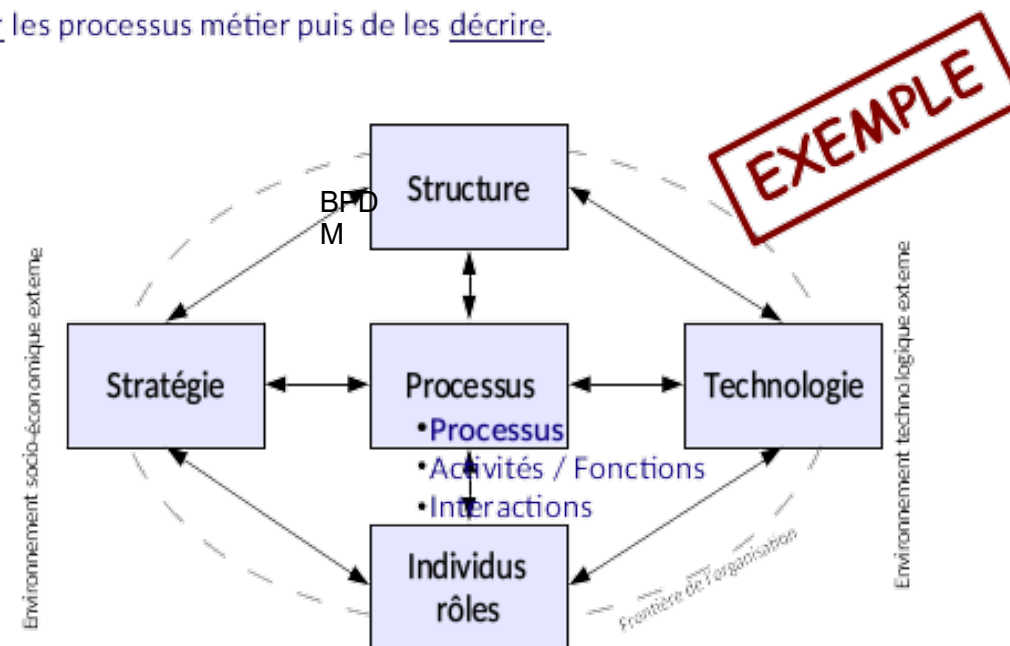 les processus métier puis de les décrire.
EXEMPLE
Structure
BPD
M
Environnement socio-économique externe
Environnement technologique externe
Stratégie
Processus
Technologie
•Processus
•Activités / Fonctions
•Interactions
Individus
rôles
Frontière de l'organisation